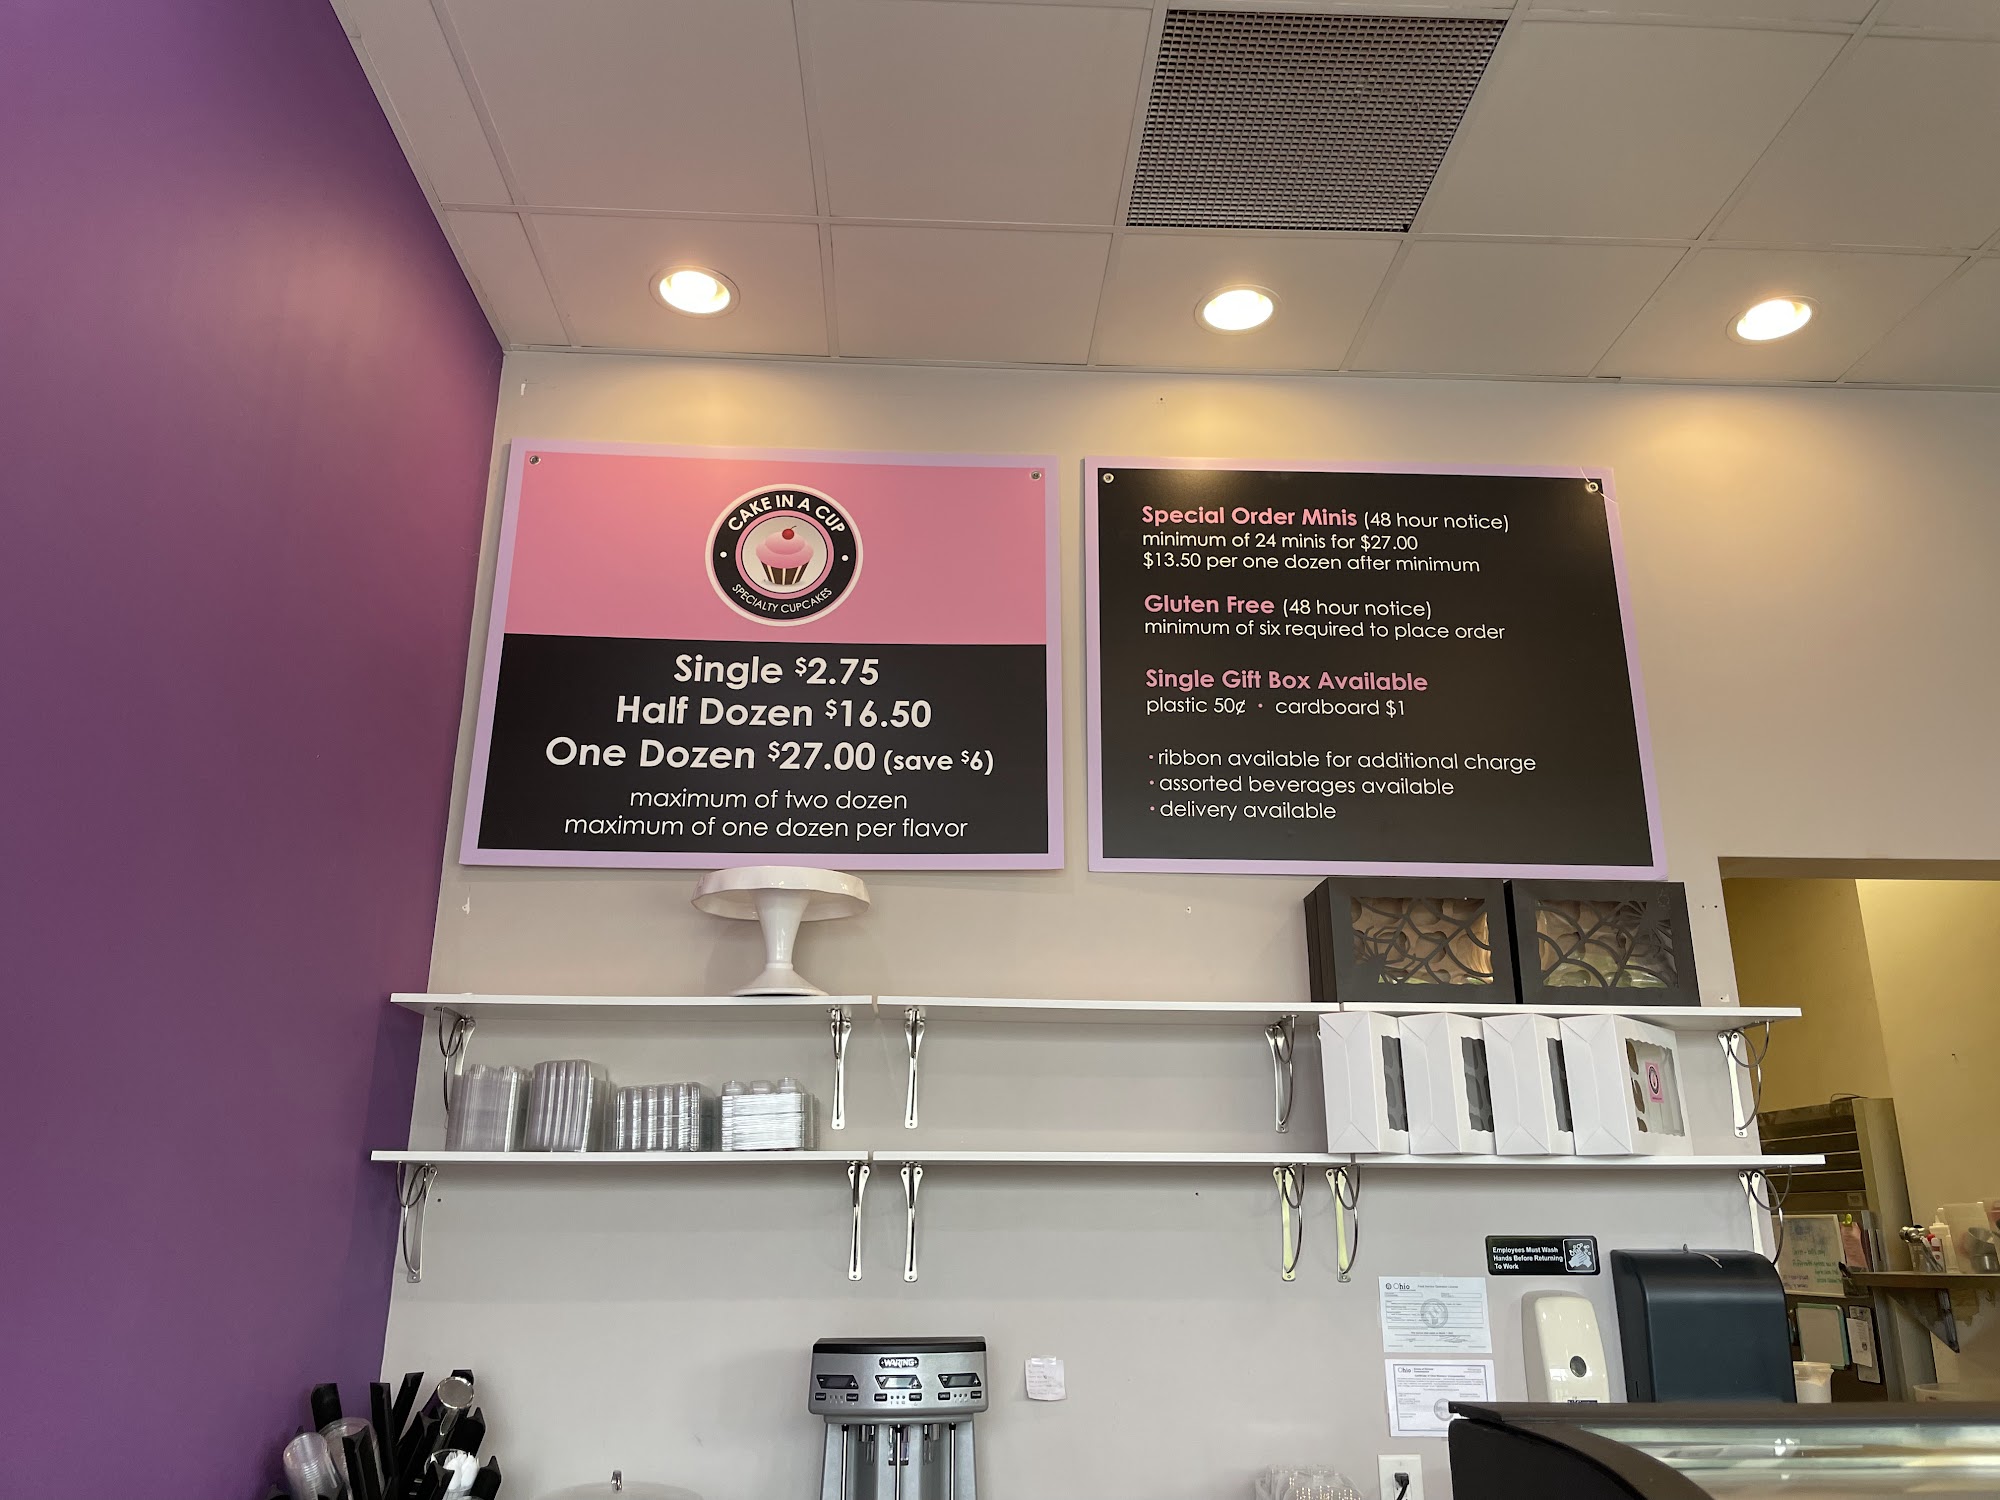 CAKE IN A CUP
SPECIALTY CUPCAKES
Single $2.75
Half Dozen $16.50
One Dozen $27.00 (save $6)
maximum of two dozen
maximum of one dozen per flavor
Special Order Minis (48 hour notice)
minimum of 24 minis for $27.00
$13.50 per one dozen after minimum
Gluten Free (48 hour notice)
minimum of six required to place order
Single Gift Box Available
plastic 50¢ • cardboard $1
• ribbon available for additional charge
• assorted beverages available
• delivery available
Employees Must Wash
Hands Before Returning
To Work
Ohio
Ohio
WARING